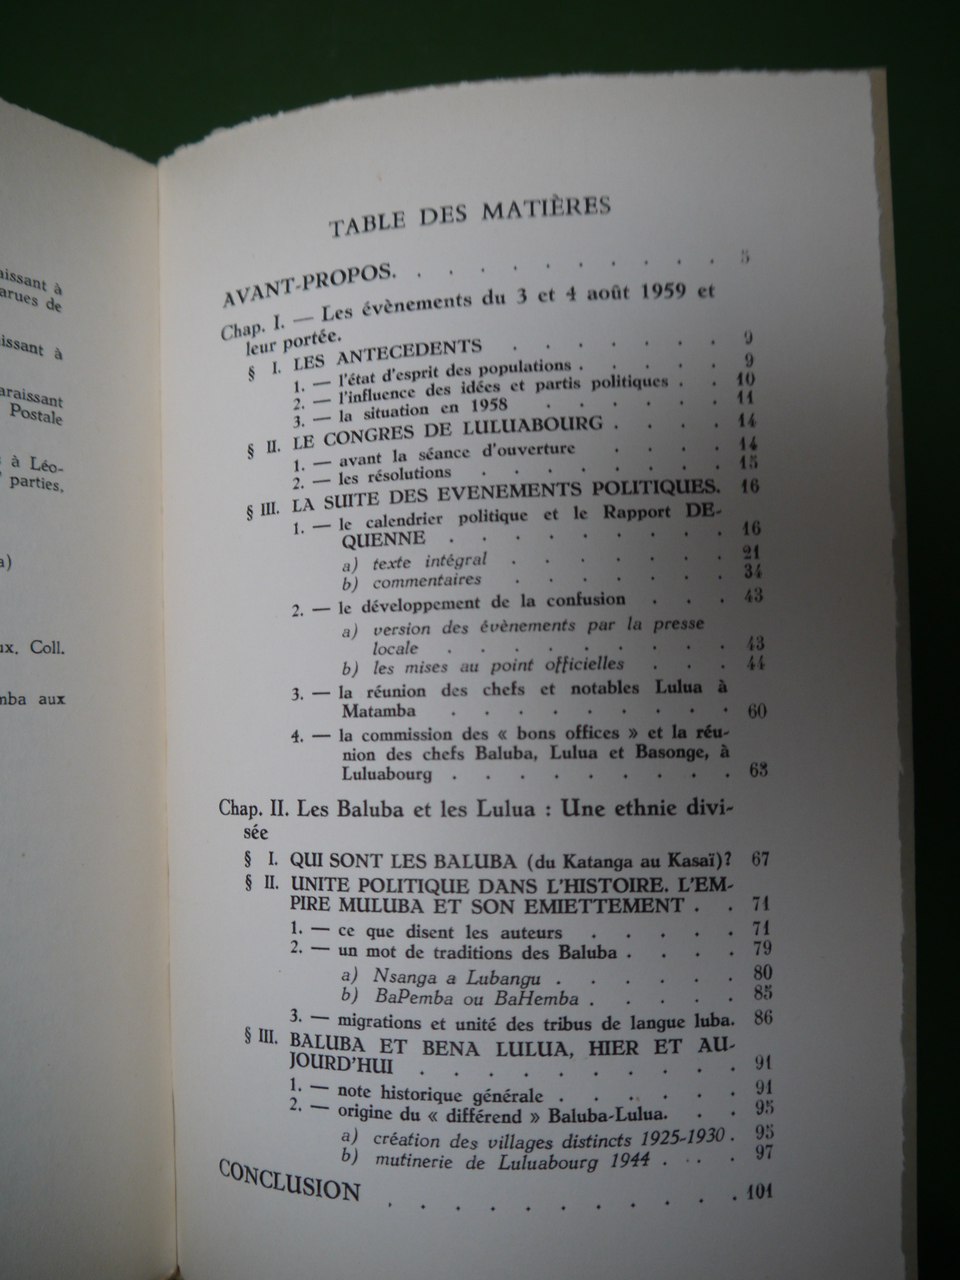 aissant à
arues de
issant à
araissant
Postale
à Léo-
parties,
a)
ux, Coll.
mba aux
TABLE DES MATIÈRES
AVANT-PROPOS. . . . . . . . . . 5
Chap. I. — Les évènements du 3 et 4 août 1959 et
leur portée.
§ I. LES ANTECEDENTS . . . . . . 9
1. — l'état d'esprit des populations . . . . . 9
2. — l'influence des idées et partis politiques . . 10
3. — la situation en 1958 . . . . . . 11
§ II. LE CONGRES DE LULUABOURG . . . . 14
1. — avant la séance d'ouverture . . . . 14
2. — les résolutions . . . . . . . 15
§ III. LA SUITE DES EVENEMENTS POLITIQUES. 16
1. — le calendrier politique et le Rapport DE-
QUENNE . . . . . . . . . 16
a) texte intégral . . . . . . 21
b) commentaires . . . . . . 34
2. — le développement de la confusion . . . 43
a) version des évènements par la presse
locale . . . . . . . . . 43
b) les mises au point officielles . . . 44
3. — la réunion des chefs et notables Lulua à
Matamba . . . . . . . . . 60
4. — la commission des « bons offices » et la réu-
nion des chefs Baluba, Lulua et Basonge, à
Luluabourg . . . . . . . . . 63
Chap. II. Les Baluba et les Lulua : Une ethnie divi-
sée
§ I. QUI SONT LES BALUBA (du Katanga au Kasaï)? 67
§ II. UNITE POLITIQUE DANS L'HISTOIRE. L'EM-
PIRE MULUBA ET SON EMIETTEMENT . . 71
1. — ce que disent les auteurs . . . . . 71
2. — un mot de traditions des Baluba . . . . 79
a) Nsanga a Lubangu . . . . . . 80
b) BaPemba ou BaHemba . . . . . 85
3. — migrations et unité des tribus de langue luba. 86
§ III. BALUBA ET BENA LULUA, HIER ET AU-
JOURD'HUI . . . . . . . . . . 91
1. — note historique générale . . . . . . 91
2. — origine du « différend » Baluba-Lulua. . . 95
a) création des villages distincts 1925-1930 . 95
b) mutinerie de Luluabourg 1944 . . . . 97
CONCLUSION . . . . . . . . . . . 101